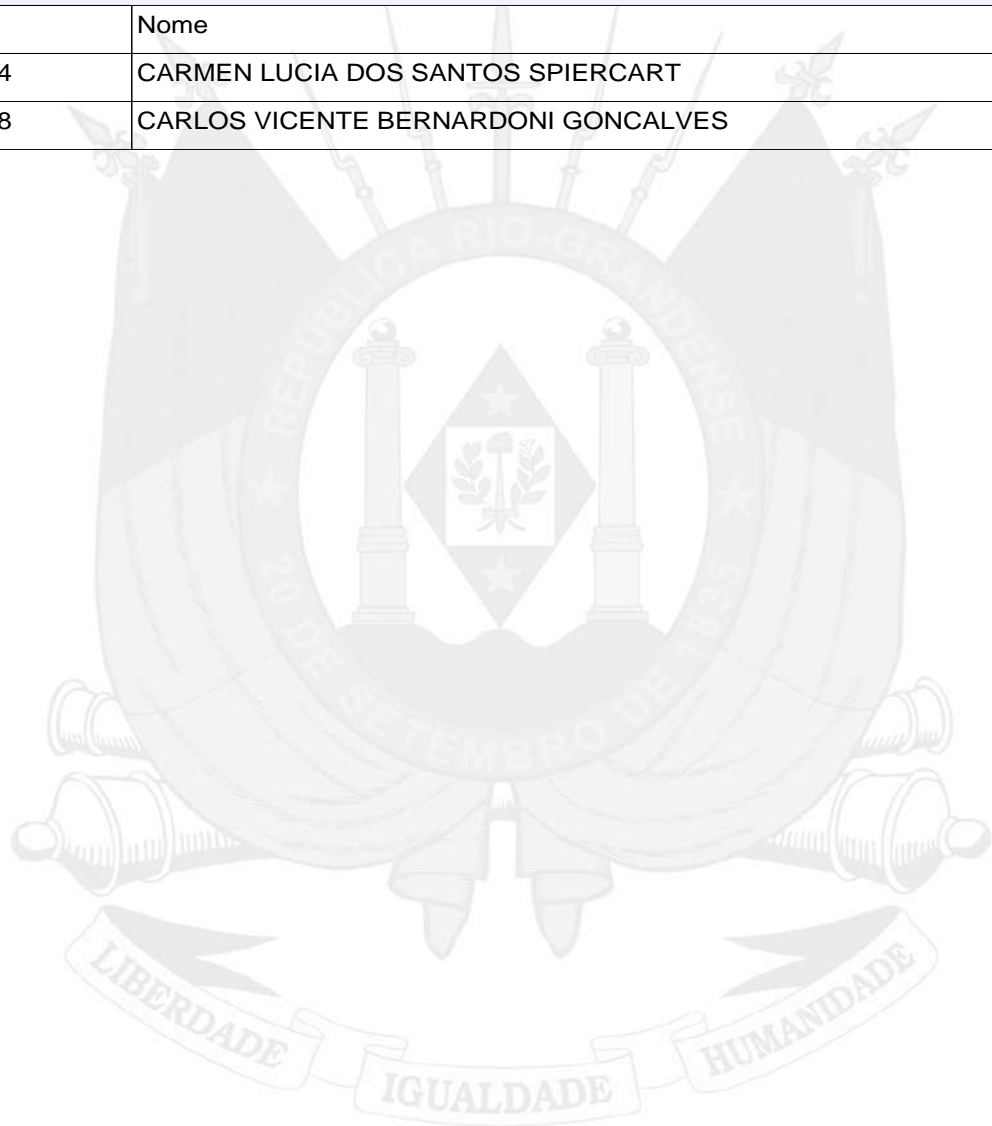 Nome
4 CARMEN LUCIA DOS SANTOS SPIERCART
8 CARLOS VICENTE BERNARDONI GONCALVES
REPÚBLICA RIO-GRANDENSE
20 DE SETEMBRO DE 1835
LIBERDADE
IGUALDADE
HUMANIDADE